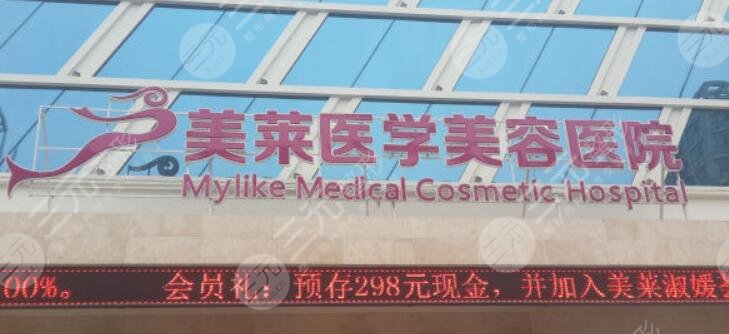 美莱医学美容医院
Mylike Medical Cosmetic Hospital
00%。 会员礼：预存298元现金，并加入美莱淑媛